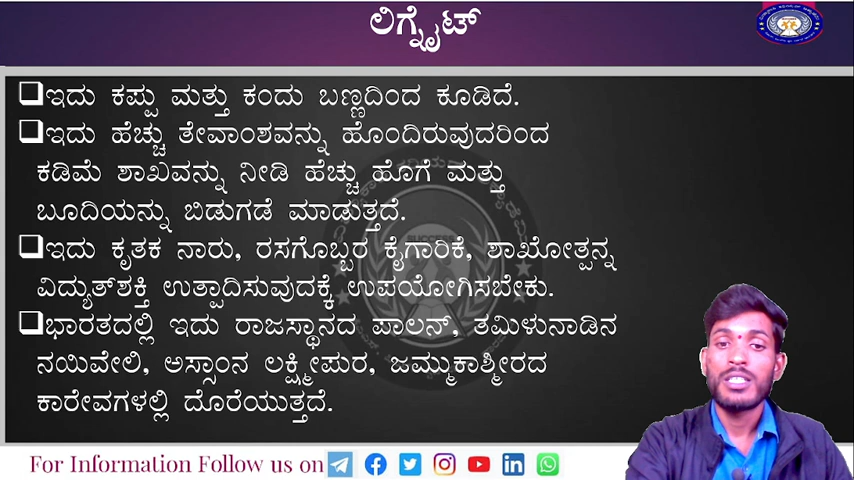 ಲಿಗ್ನೈಟ್
❑ಇದು ಕಪ್ಪು ಮತ್ತು ಕಂದು ಬಣ್ಣದಿಂದ ಕೂಡಿದೆ.
❑ಇದು ಹೆಚ್ಚು ತೇವಾಂಶವನ್ನು ಹೊಂದಿರುವುದರಿಂದ
ಕಡಿಮೆ ಶಾಖವನ್ನು ನೀಡಿ ಹೆಚ್ಚು ಹೊಗೆ ಮತ್ತು
ಬೂದಿಯನ್ನು ಬಿಡುಗಡೆ ಮಾಡುತ್ತದೆ.
❑ಇದು ಕೃತಕ ನಾರು, ರಸಗೊಬ್ಬರ ಕೈಗಾರಿಕೆ, ಶಾಖೋತ್ಪನ್ನ
ವಿದ್ಯುತ್‌ಶಕ್ತಿ ಉತ್ಪಾದಿಸುವುದಕ್ಕೆ ಉಪಯೋಗಿಸಬೇಕು.
❑ಭಾರತದಲ್ಲಿ ಇದು ರಾಜಸ್ಥಾನದ ಪಾಲನ್, ತಮಿಳುನಾಡಿನ
ನಯಿವೇಲಿ, ಅಸ್ಸಾಂನ ಲಕ್ಷ್ಮೀಪುರ, ಜಮ್ಮುಕಾಶ್ಮೀರದ
ಕಾರೇವಗಳಲ್ಲಿ ದೊರೆಯುತ್ತದೆ.
SUCCESS
For Information Follow us on